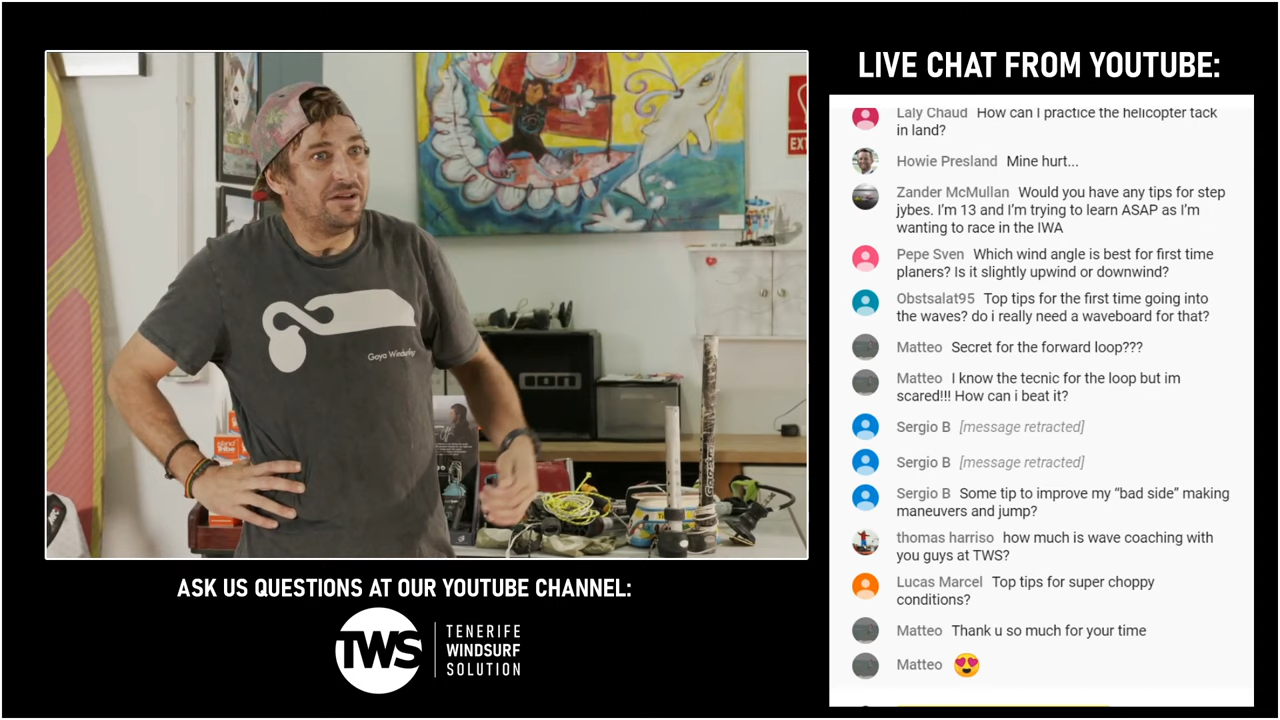 EXT
Goya Windsurfing
island
Tribe
ASK US QUESTIONS AT OUR YOUTUBE CHANNEL:
TWS
TENERIFE
WINDSURF
SOLUTION
LIVE CHAT FROM YOUTUBE:
Laly Chaud How can I practice the helicopter tack
in land?
Howie Presland Mine hurt...
Zander McMullan Would you have any tips for step
jybes. I'm 13 and I'm trying to learn ASAP as I'm
wanting to race in the IWA
Pepe Sven Which wind angle is best for first time
planers? Is it slightly upwind or downwind?
Obstsalat95 Top tips for the first time going into
the waves? do i really need a waveboard for that?
Matteo Secret for the forward loop???
Matteo I know the tecnic for the loop but im
scared!!! How can i beat it?
Sergio B [message retracted]
Sergio B [message retracted]
Sergio B Some tip to improve my “bad side” making
maneuvers and jump?
thomas harriso how much is wave coaching with
you guys at TWS?
Lucas Marcel Top tips for super choppy
conditions?
Matteo Thank u so much for your time
Matteo 😍